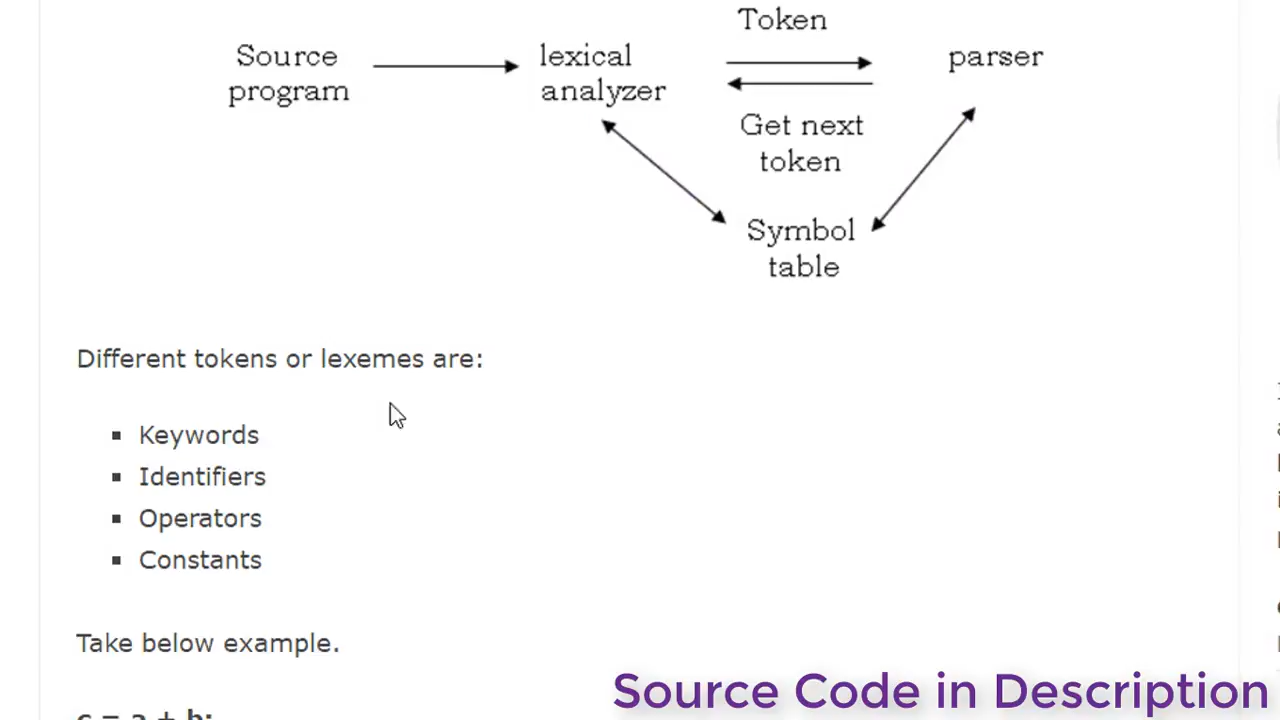 Token
Source
program
lexical
analyzer
parser
Get next
token
Symbol
table
Different tokens or lexemes are:
Keywords
Identifiers
Operators
Constants
Take below example.
Source Code in Description
c = a + b;